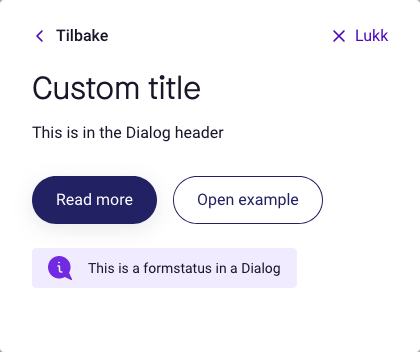 Tilbake
Lukk
Custom title
This is in the Dialog header
Read more
Open example
This is a formstatus in a Dialog